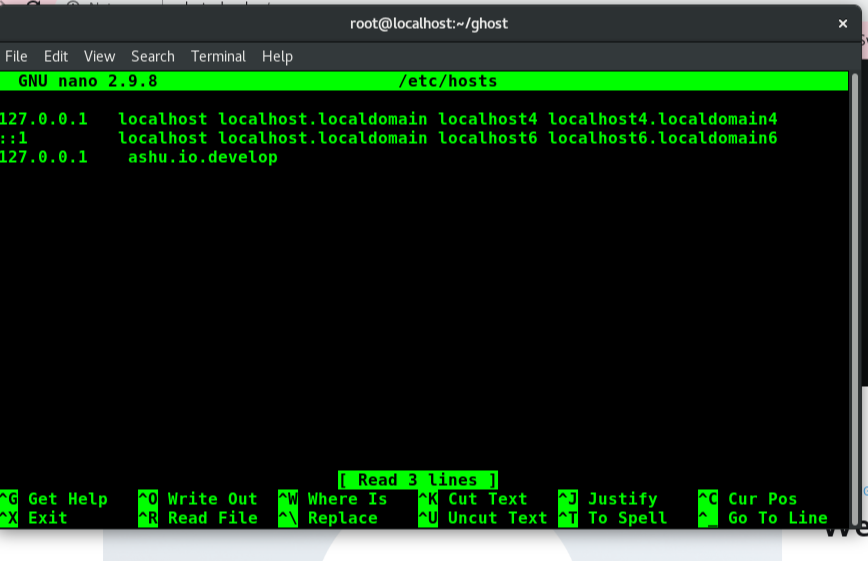 root@localhost:~/ghost
File Edit View Search Terminal Help
GNU nano 2.9.8 /etc/hosts
127.0.0.1 localhost localhost.localdomain localhost4 localhost4.localdomain4
::1 localhost localhost.localdomain localhost6 localhost6.localdomain6
127.0.0.1 ashu.io.develop
[ Read 3 lines ]
^G Get Help ^O Write Out ^W Where Is ^K Cut Text ^J Justify ^C Cur Pos
^X Exit ^R Read File ^\ Replace ^U Uncut Text ^T To Spell ^_ Go To Line